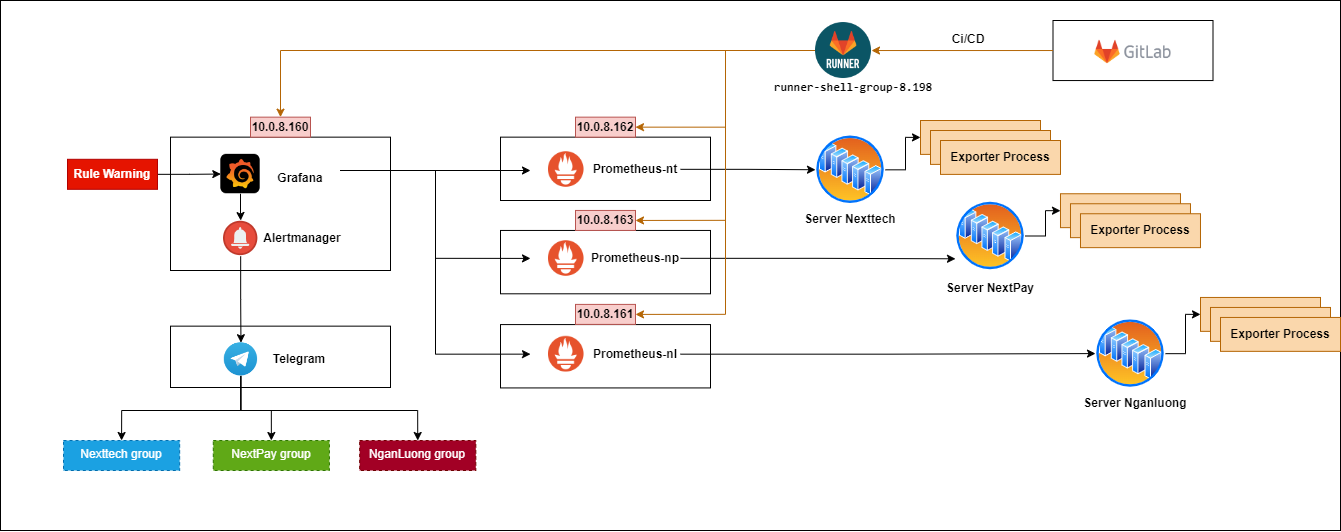 Ci/CD
GitLab
RUNNER
runner-shell-group-8.198
10.0.8.160
10.0.8.162
Rule Warning
Grafana
Prometheus-nt
Exporter Process
Server Nexttech
Alertmanager
10.0.8.163
Prometheus-np
Exporter Process
Server NextPay
10.0.8.161
Telegram
Prometheus-nl
Exporter Process
Server Nganluong
Nexttech group
NextPay group
NganLuong group